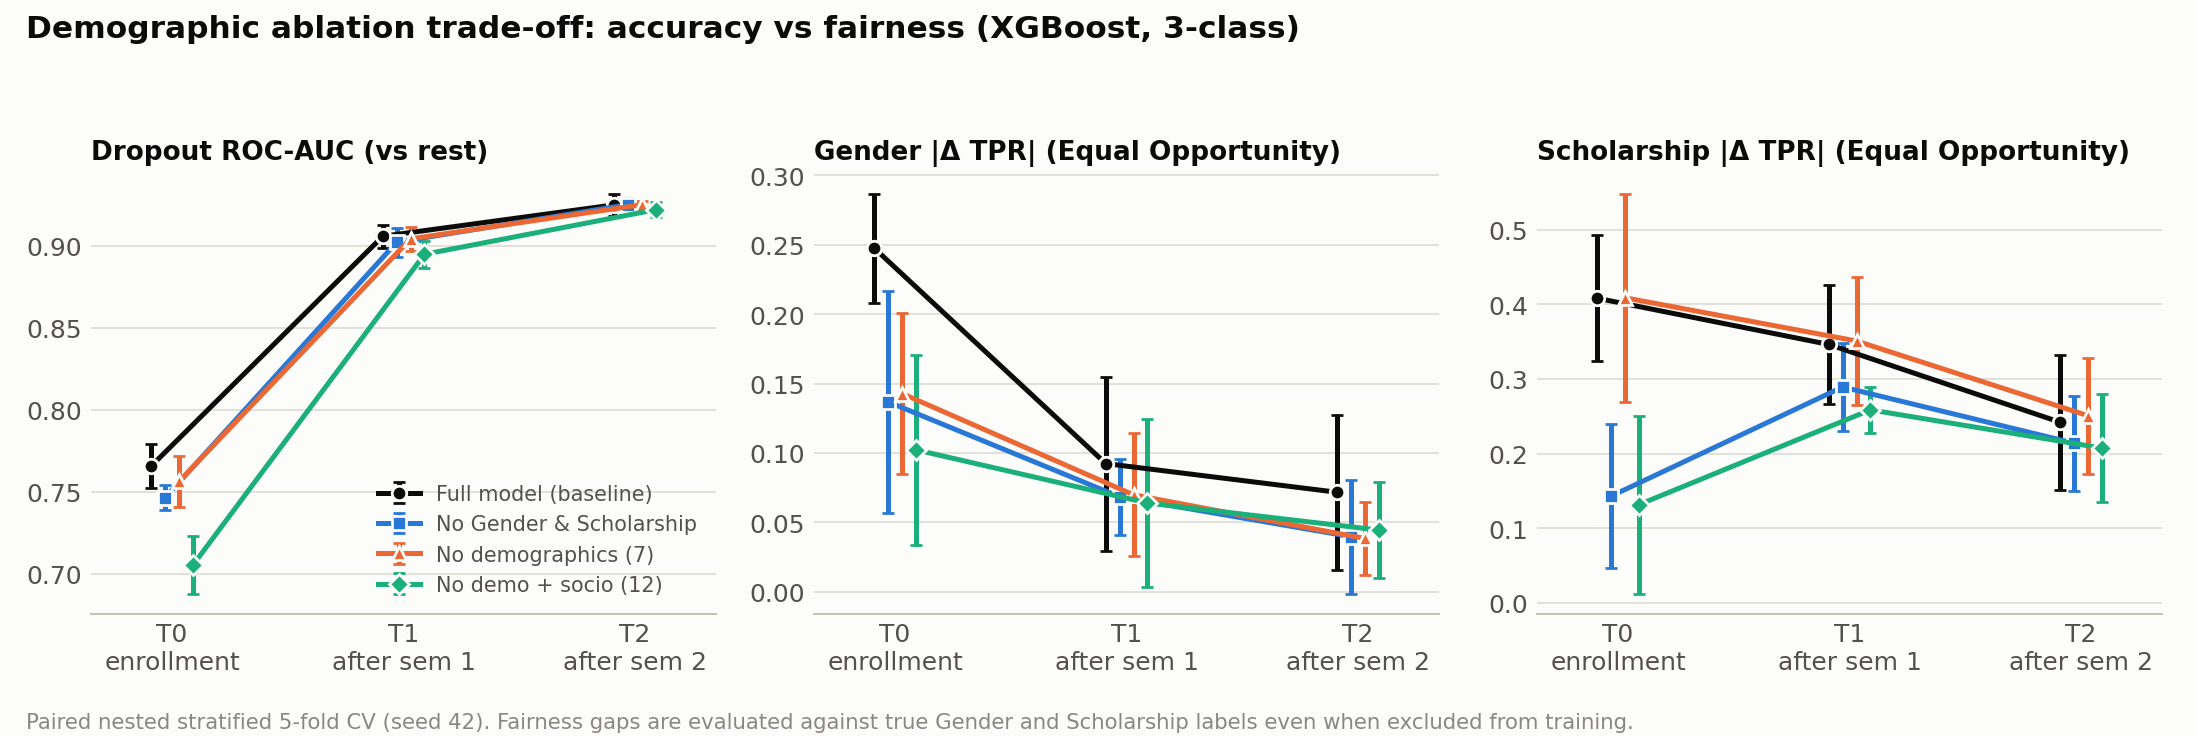 Demographic ablation trade-off: accuracy vs fairness (XGBoost, 3-class)
Dropout ROC-AUC (vs rest)
0.90
0.85
0.80
0.75
0.70
Full model (baseline)
No Gender & Scholarship
No demographics (7)
No demo + socio (12)
T0
enrollment
T1
after sem 1
T2
after sem 2
Gender |Δ TPR| (Equal Opportunity)
0.30
0.25
0.20
0.15
0.10
0.05
0.00
T0
enrollment
T1
after sem 1
T2
after sem 2
Scholarship |Δ TPR| (Equal Opportunity)
0.5
0.4
0.3
0.2
0.1
0.0
T0
enrollment
T1
after sem 1
T2
after sem 2
Paired nested stratified 5-fold CV (seed 42). Fairness gaps are evaluated against true Gender and Scholarship labels even when excluded from training.